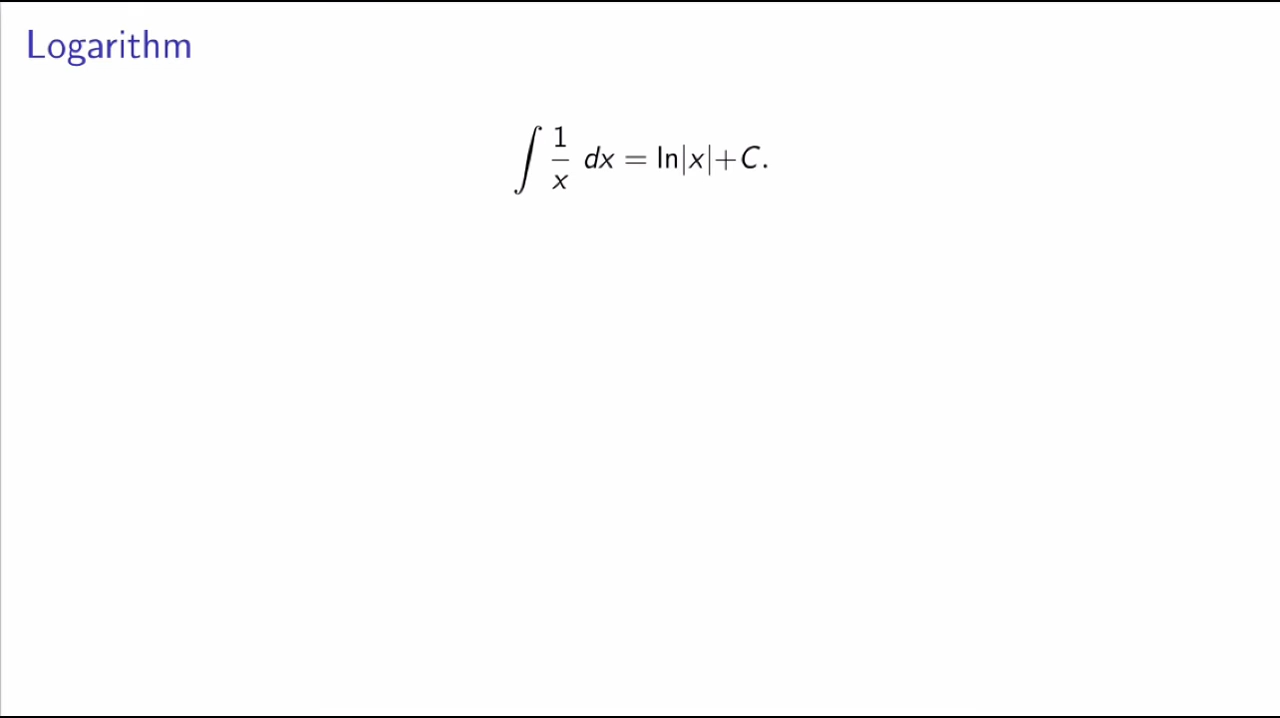 Logarithm
∫ 1/x dx = ln|x|+C.